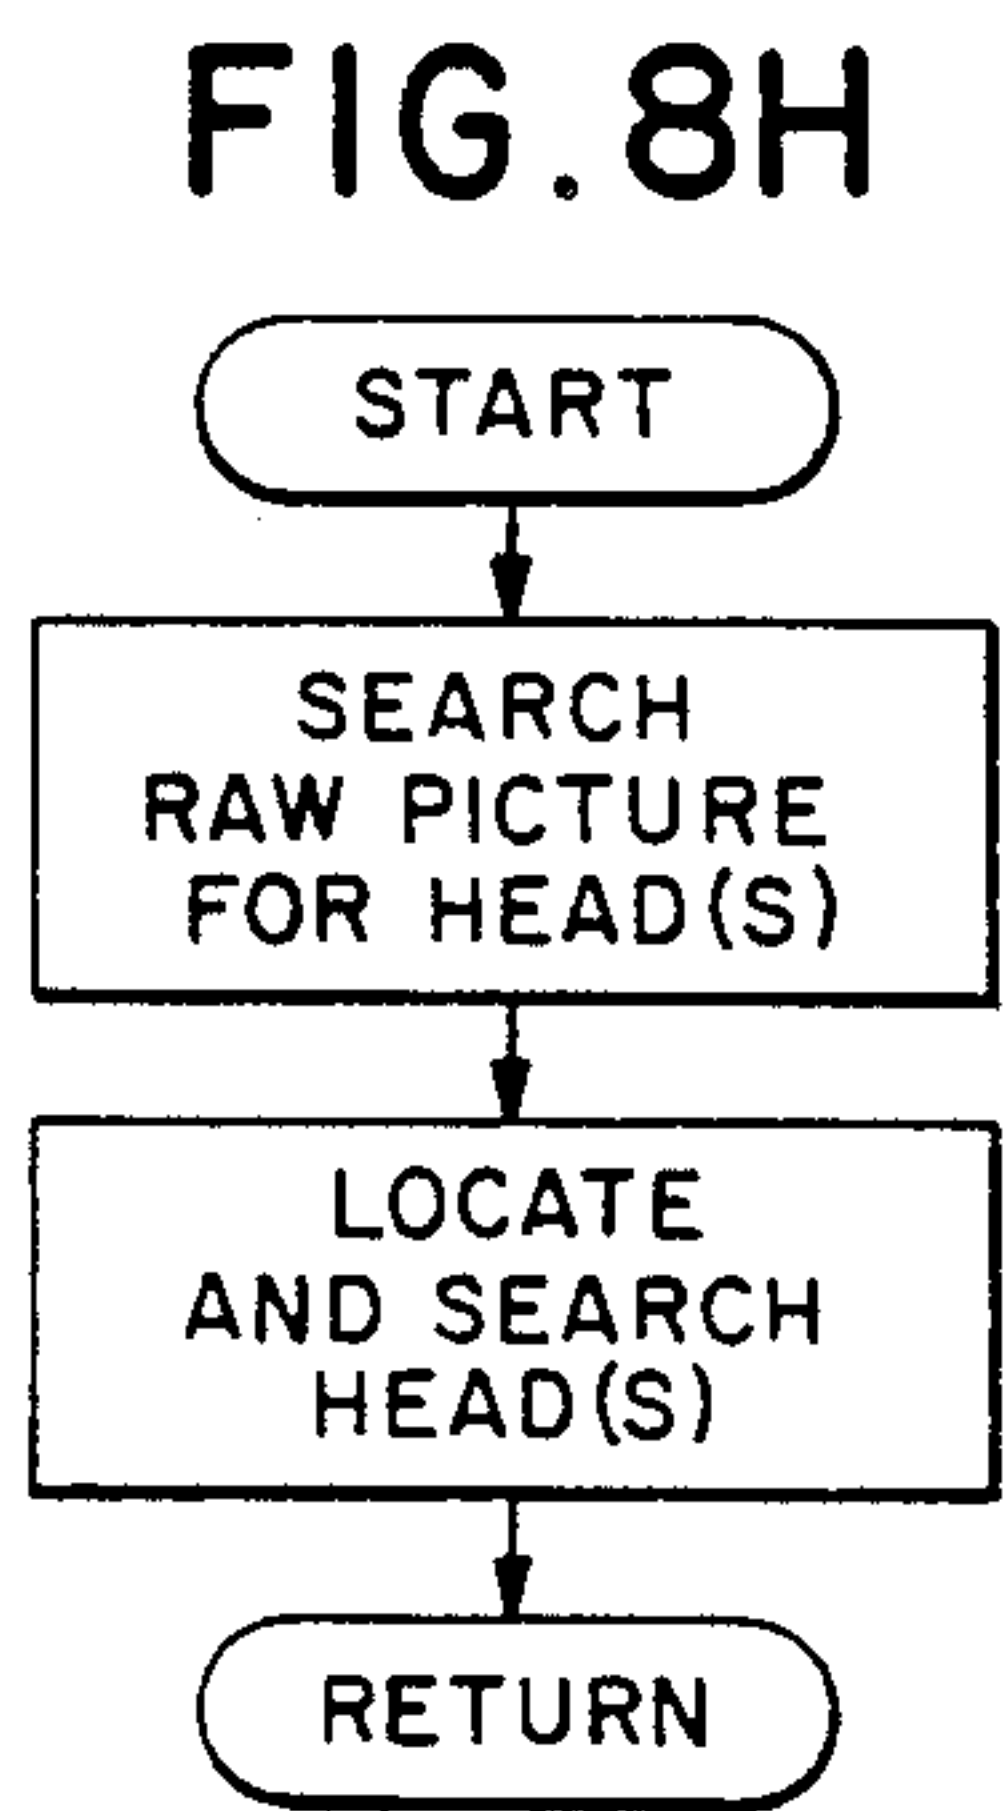 FIG. 8H
START
SEARCH
RAW PICTURE
FOR HEAD(S)
LOCATE
AND SEARCH
HEAD(S)
RETURN